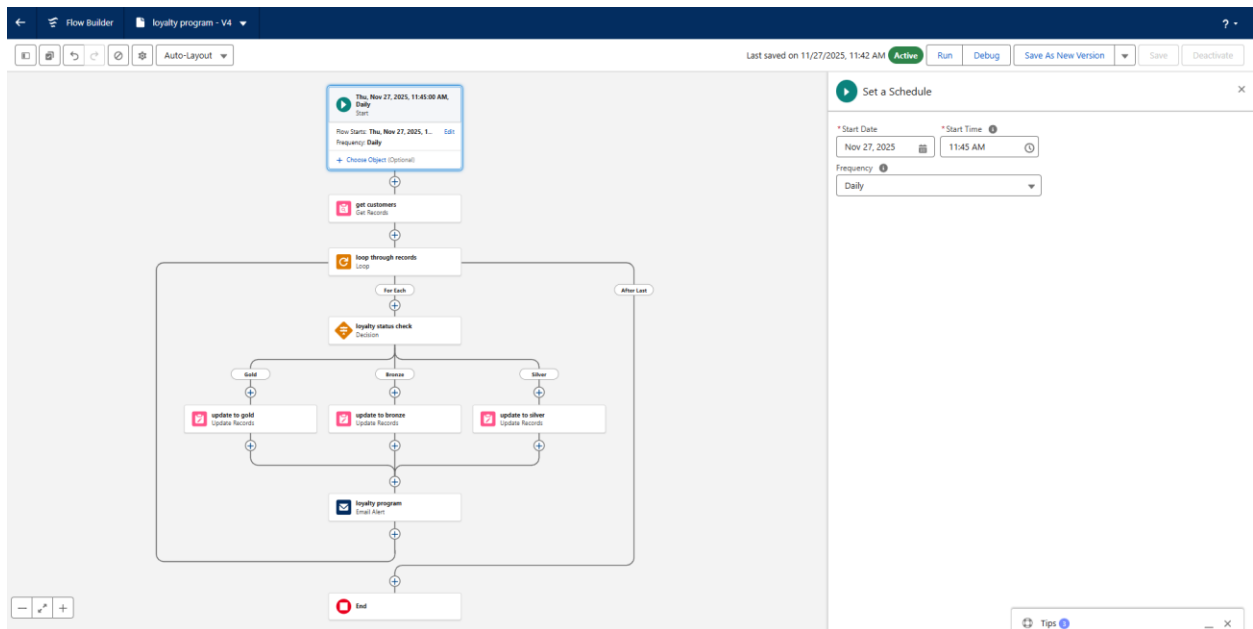 Flow Builder
loyalty program - V4
?
Auto-Layout
Last saved on 11/27/2025, 11:42 AM
Active
Run
Debug
Save As New Version
Save
Deactivate
Thu, Nov 27, 2025, 11:45:00 AM,
Daily
Start
Flow Starts: Thu, Nov 27, 2025, 1... Edit
Frequency: Daily
+ Choose Object (Optional)
get customers
Get Records
loop through records
Loop
For Each
After Last
loyalty status check
Decision
Gold
Bronze
Silver
update to gold
Update Records
update to bronze
Update Records
update to silver
Update Records
loyalty program
Email Alert
End
Set a Schedule
*Start Date
*Start Time
Nov 27, 2025
11:45 AM
Frequency
Daily
Tips